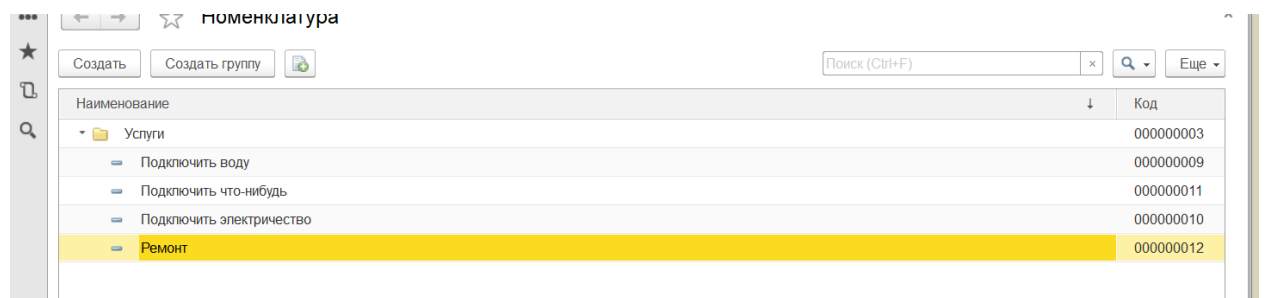 Номенклатура
Создать Создать группу Поиск (Ctrl+F) × Еще
Наименование ↓ Код
Услуги 000000003
Подключить воду 000000009
Подключить что-нибудь 000000011
Подключить электричество 000000010
Ремонт 000000012